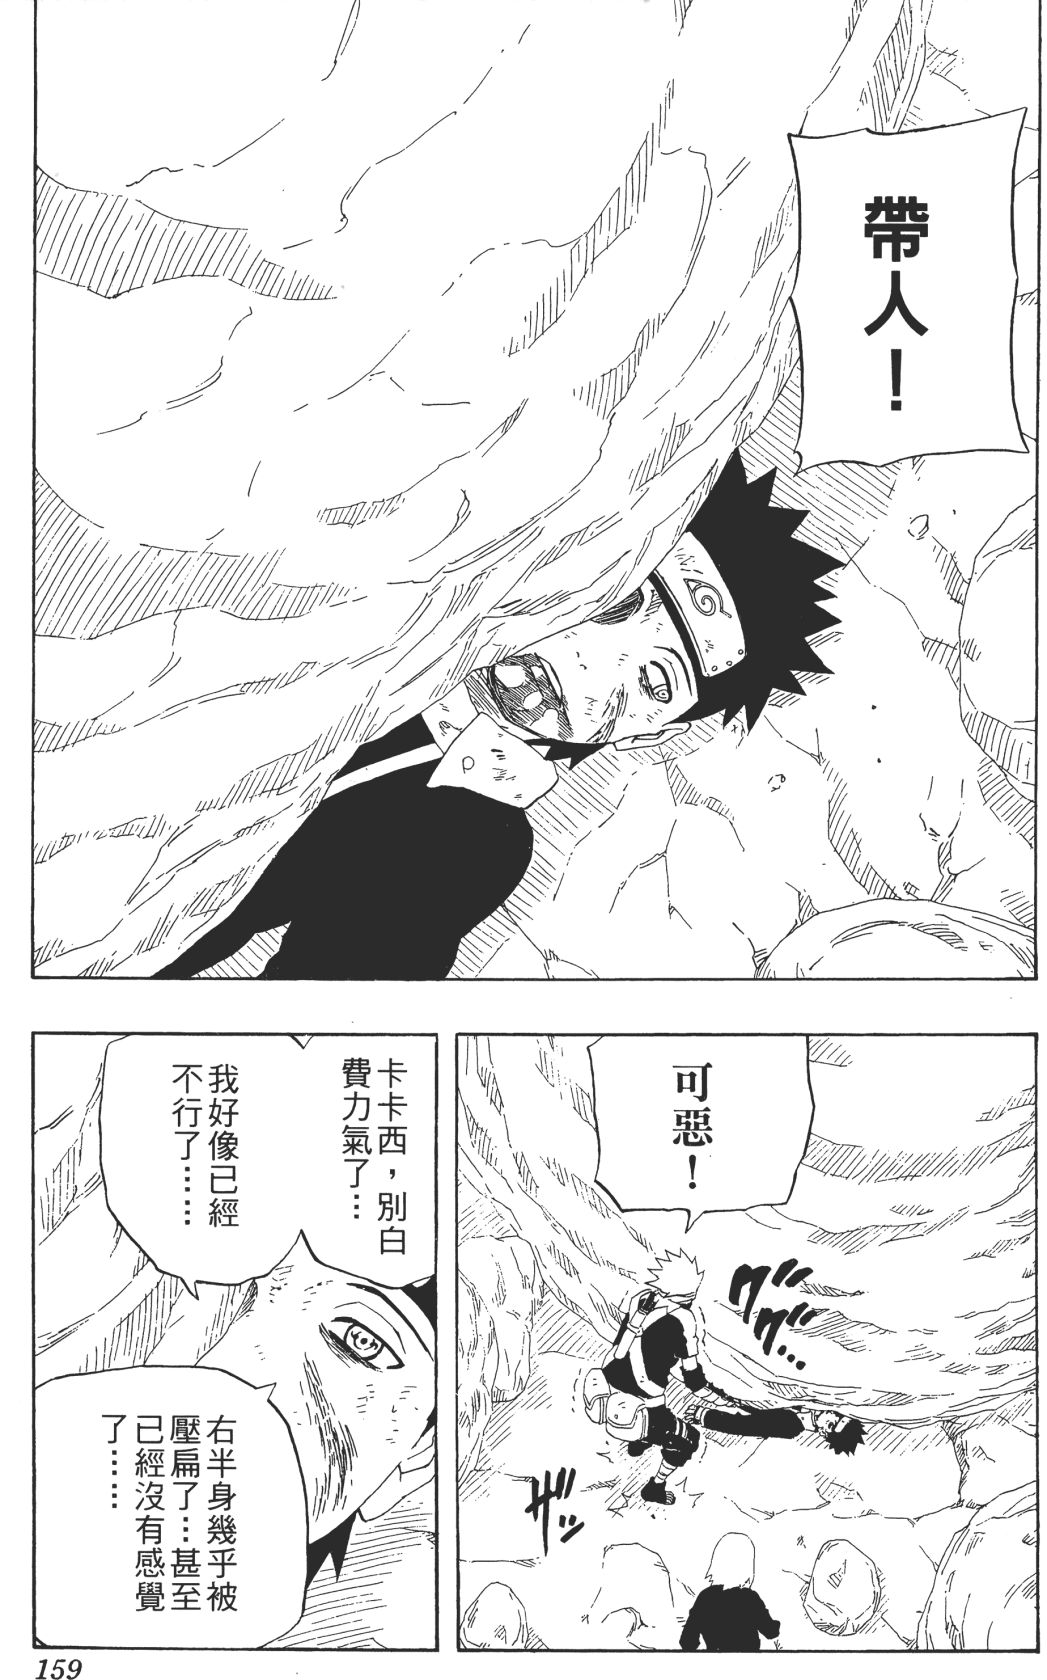 帶人！
可惡！
ググ…
ザッ
卡卡西，別白
費力氣了…
我好像已經
不行了……
右半身幾乎被
壓扁了…甚至
已經沒有感覺
了……
159